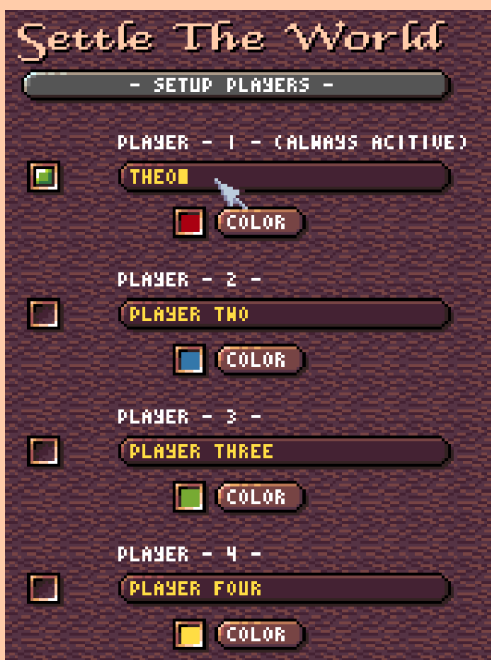 Settle The World
- SETUP PLAYERS -
PLAYER - 1 - (ALWAYS ACITIVE)
THEO
COLOR
PLAYER - 2 -
PLAYER TWO
COLOR
PLAYER - 3 -
PLAYER THREE
COLOR
PLAYER - 4 -
PLAYER FOUR
COLOR